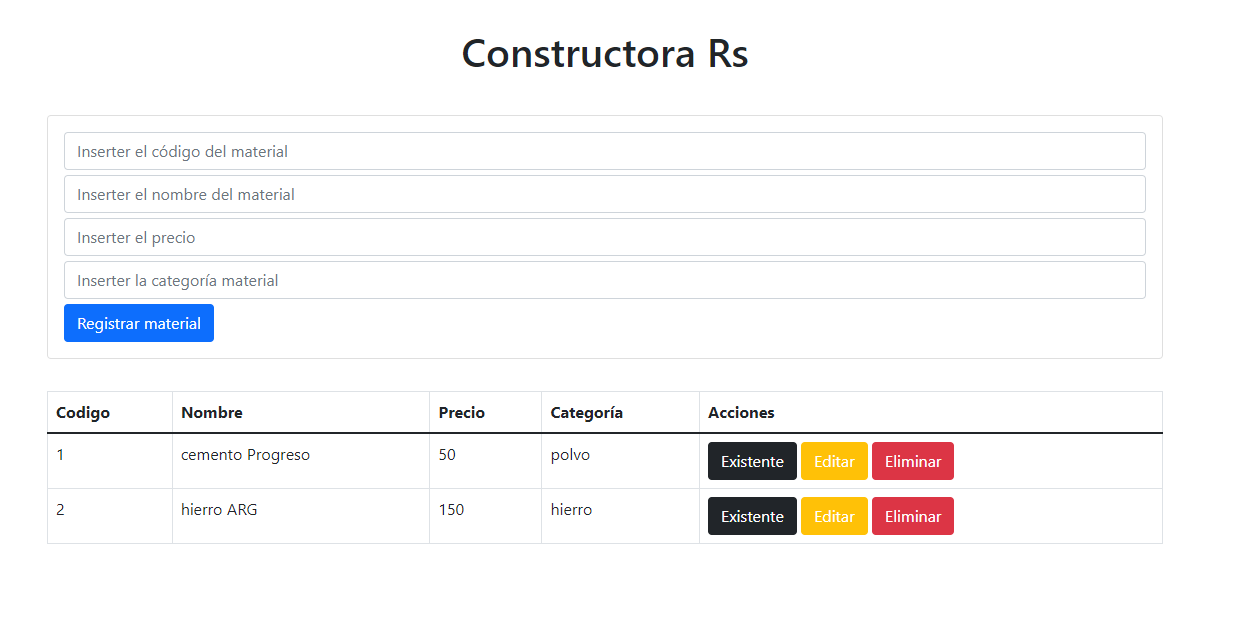 Constructora Rs
Inserter el código del material
Inserter el nombre del material
Inserter el precio
Inserter la categoría material
Registrar material
Codigo Nombre Precio Categoría Acciones
1 cemento Progreso 50 polvo Existente Editar Eliminar
2 hierro ARG 150 hierro Existente Editar Eliminar